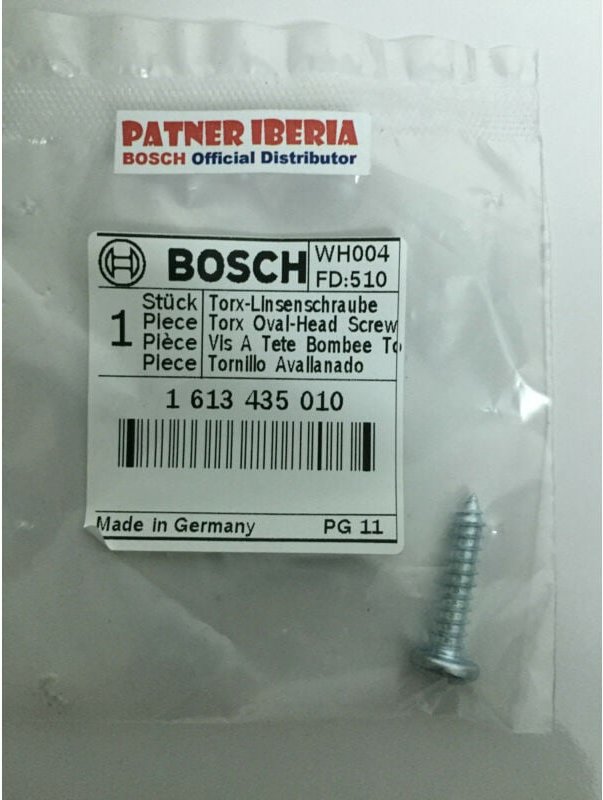 PATNER IBERIA
BOSCH Official Distributor
BOSCH
WH004
FD:510
1
Stück Torx-Linsenschraube
Piece Torx Oval-Head Screw
Pièce Vis A Tete Bombee To
Piece Tornillo Avallanado
1 613 435 010
Made in Germany PG 11